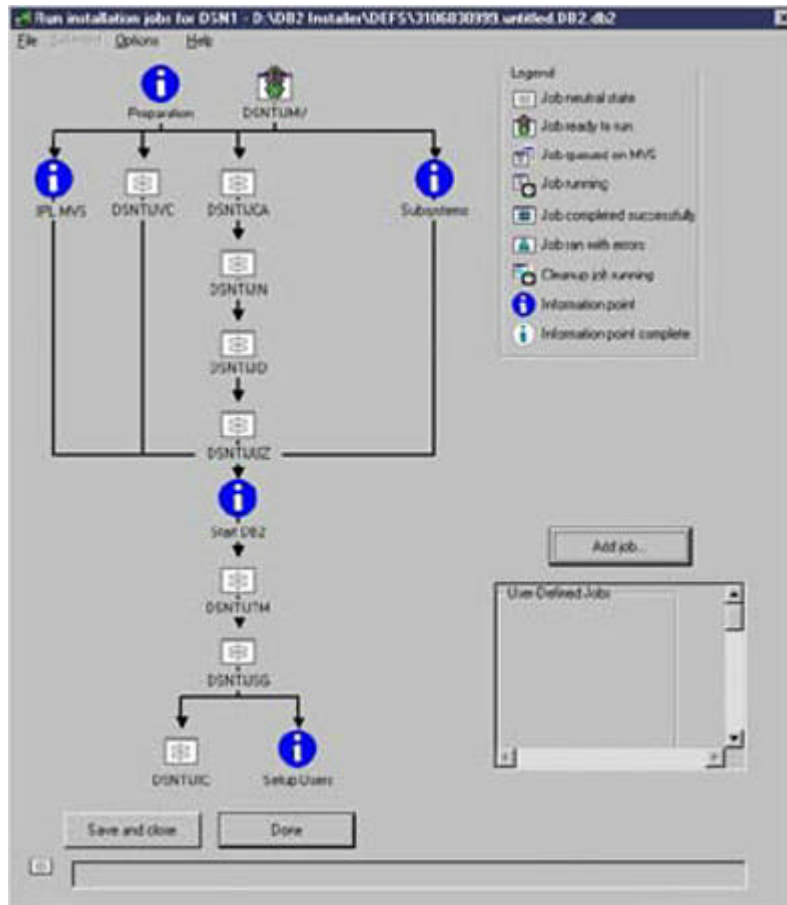 Run installation jobs for DSN1 - D:\DB2 Installer\DEFS\3106830999.untitled.DB2.db2
File Selected Options Help
Preparation DSNTIJMV
IPL MVS DSNTIJVC DSNTIJCA Subsystems
DSNTIJIN
DSNTIJID
DSNTIJUZ
Start DB2
DSNTIJTM
DSNTIJSG
DSNTIJIC Setup Users
Legend
Job neutral state
Job ready to run
Job queued on MVS
Job running
Job completed successfully
Job ran with errors
Cleanup job running
Information point
Information point complete
Add job...
User-Defined Jobs
Save and close Done